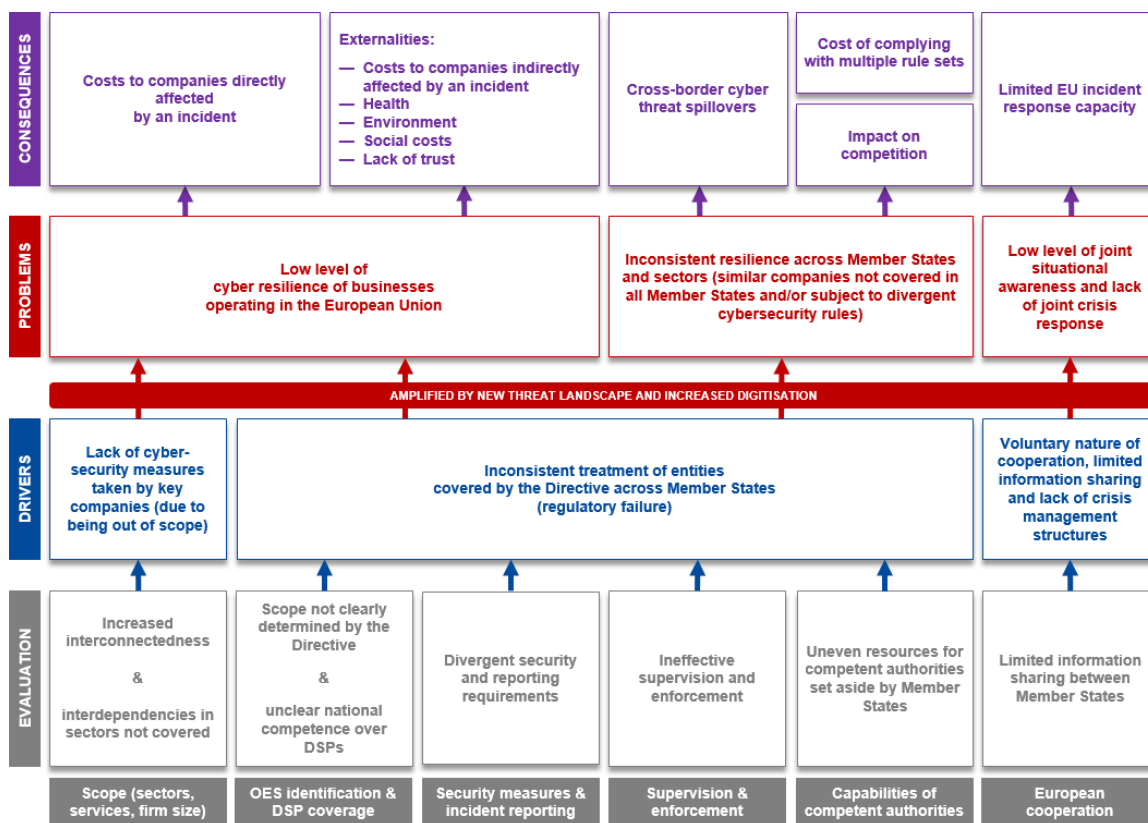 CONSEQUENCES
Costs to companies directly
affected
by an incident
Externalities:
— Costs to companies indirectly
affected by an incident
— Health
— Environment
— Social costs
— Lack of trust
Cross-border cyber
threat spillovers
Cost of complying
with multiple rule sets
Impact on
competition
Limited EU incident
response capacity
PROBLEMS
Low level of
cyber resilience of businesses
operating in the European Union
Inconsistent resilience across Member States
and sectors (similar companies not covered in
all Member States and/or subject to divergent
cybersecurity rules)
Low level of joint
situational
awareness and lack
of joint crisis
response
AMPLIFIED BY NEW THREAT LANDSCAPE AND INCREASED DIGITISATION
DRIVERS
Lack of cyber-
security measures
taken by key
companies (due to
being out of scope)
Inconsistent treatment of entities
covered by the Directive across Member States
(regulatory failure)
Voluntary nature of
cooperation, limited
information sharing
and lack of crisis
management
structures
EVALUATION
Increased
interconnectedness
&
interdependencies in
sectors not covered
Scope not clearly
determined by the
Directive
&
unclear national
competence over
DSPs
Divergent security
and reporting
requirements
Ineffective
supervision and
enforcement
Uneven resources for
competent authorities
set aside by Member
States
Limited information
sharing between
Member States
Scope (sectors,
services, firm size)
OES identification &
DSP coverage
Security measures &
incident reporting
Supervision &
enforcement
Capabilities of
competent authorities
European
cooperation